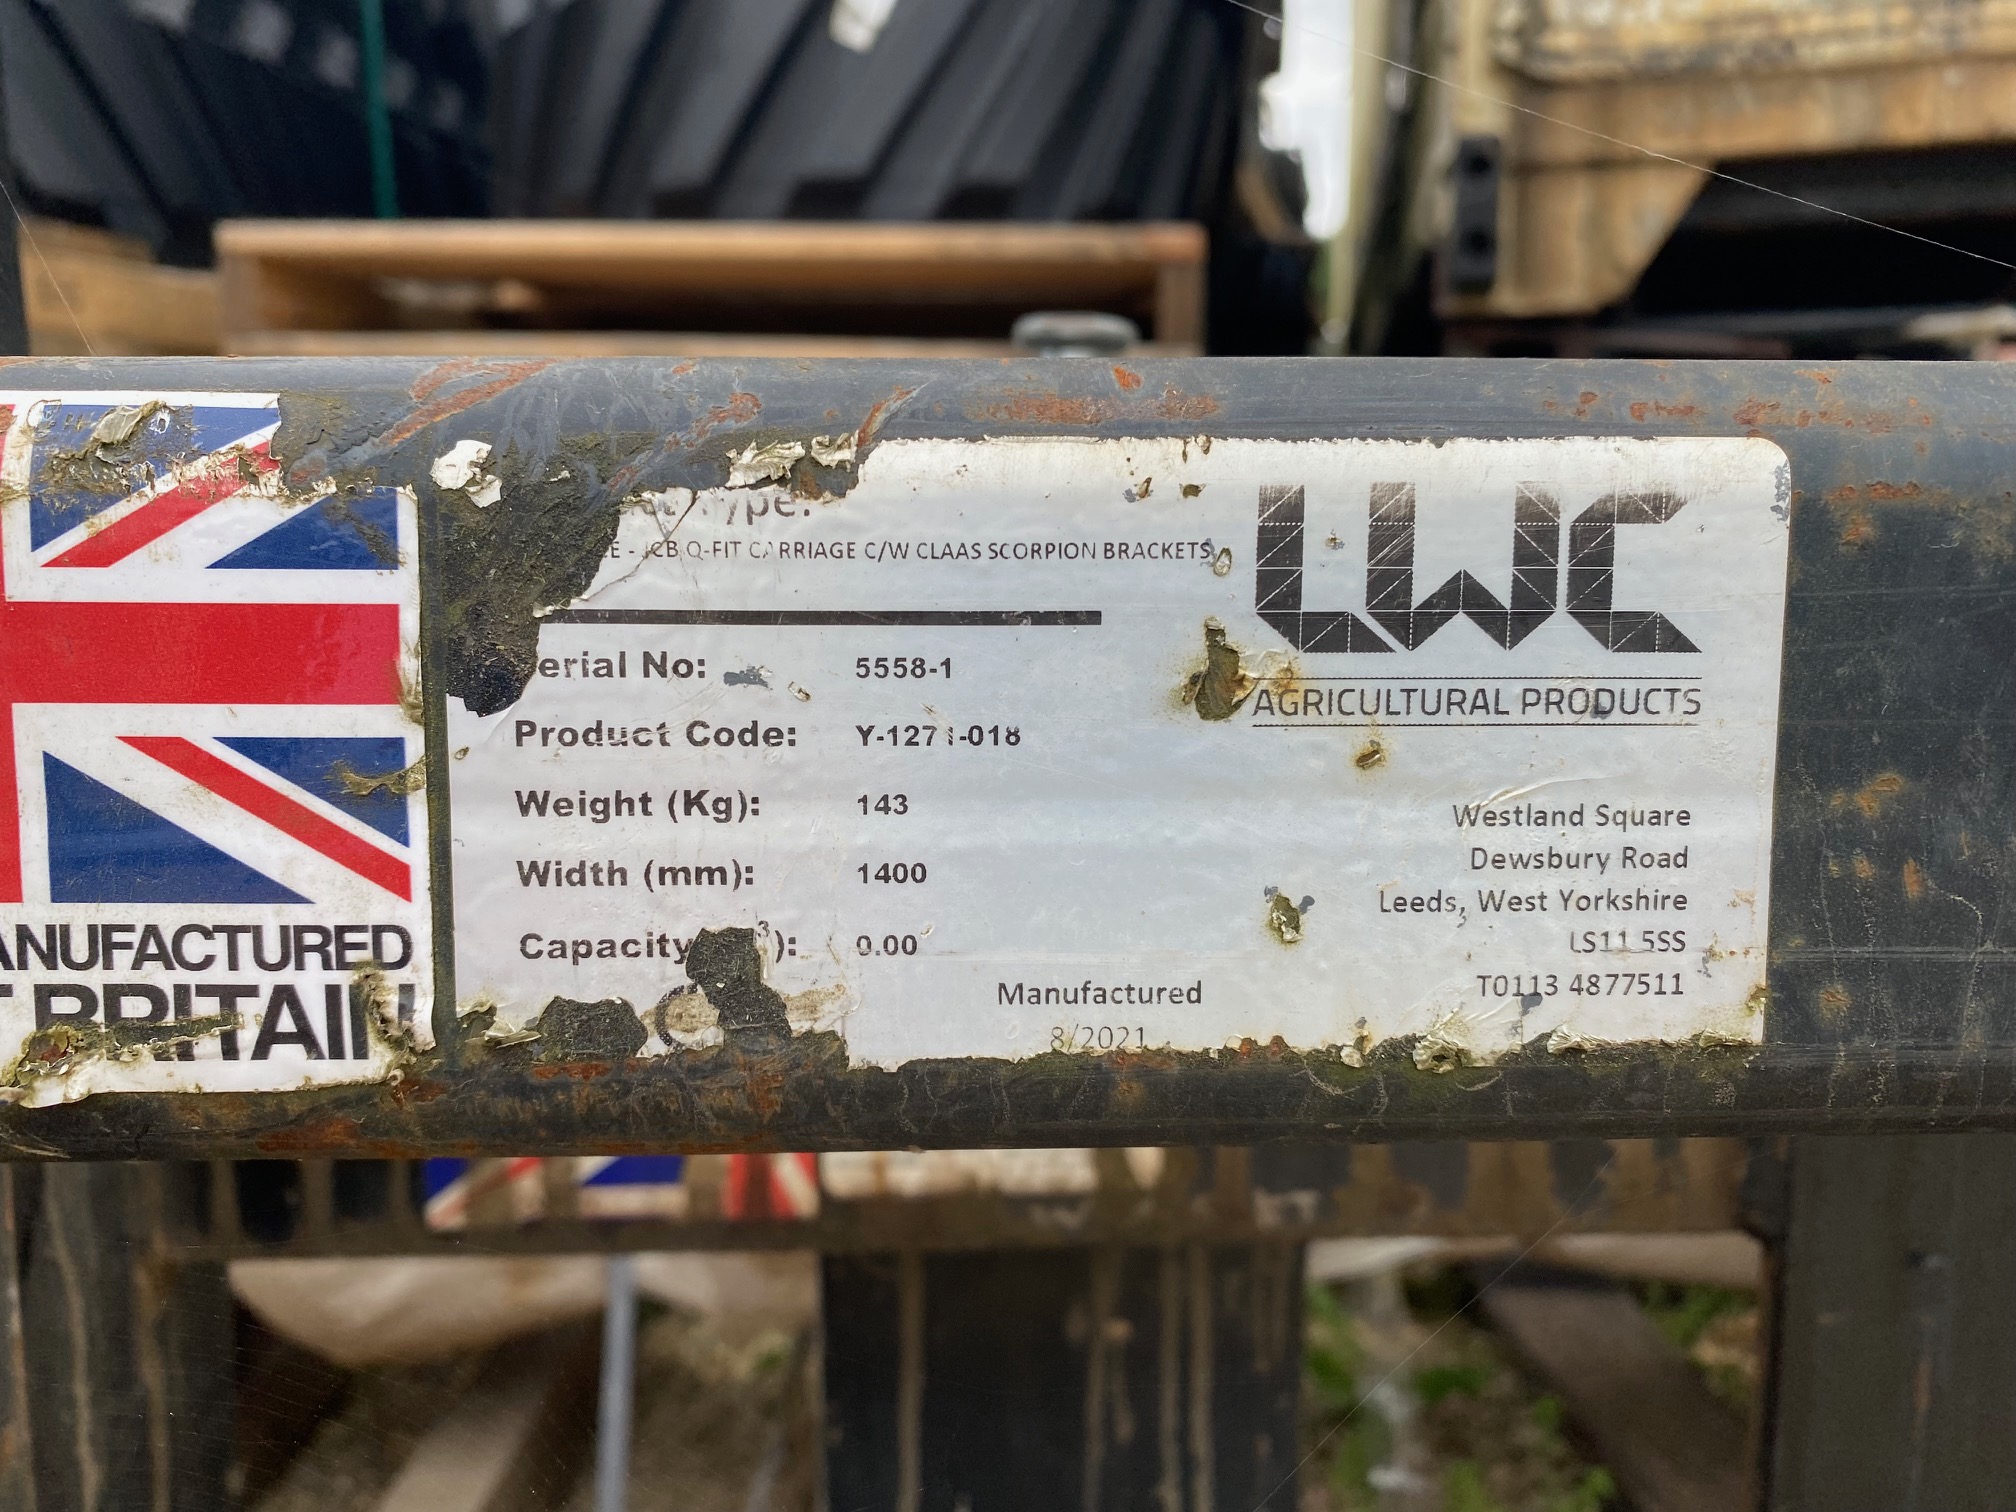 ANUFACTURED
BRITAIN
Type:
E - JCB Q-FIT CARRIAGE C/W CLAAS SCORPION BRACKETS
erial No: 5558-1
Product Code: Y-1271-018
Weight (Kg): 143
Width (mm): 1400
Capacity ³): 0.00
Manufactured
8/2021
LWC
AGRICULTURAL PRODUCTS
Westland Square
Dewsbury Road
Leeds, West Yorkshire
LS11 5SS
T0113 4877511